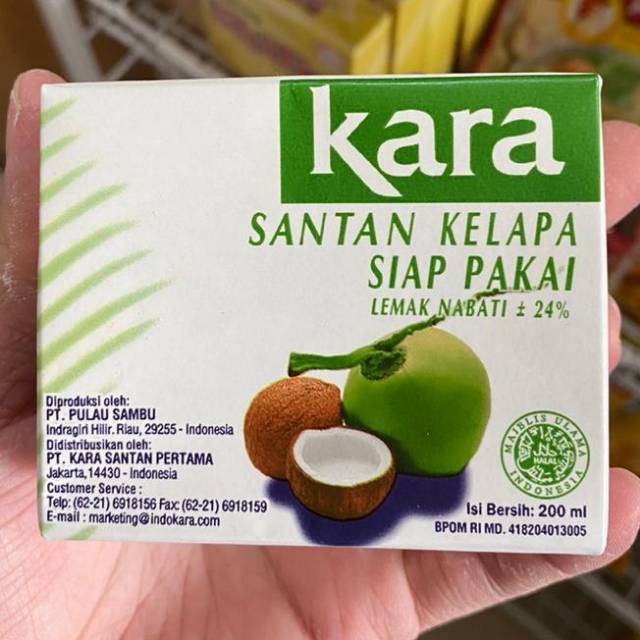 kara
SANTAN KELAPA
SIAP PAKAI
LEMAK NABATI ± 24%
Diproduksi oleh:
PT. PULAU SAMBU
Indragiri Hilir. Riau, 29255 - Indonesia
Didistribusikan oleh:
PT. KARA SANTAN PERTAMA
Jakarta,14430 - Indonesia
Customer Service :
Telp: (62-21) 6918156 Fax: (62-21) 6918159
E-mail : marketing@indokara.com
MAJELIS ULAMA
HALAL
INDONESIA
Isi Bersih: 200 ml
BPOM RI MD. 418204013005